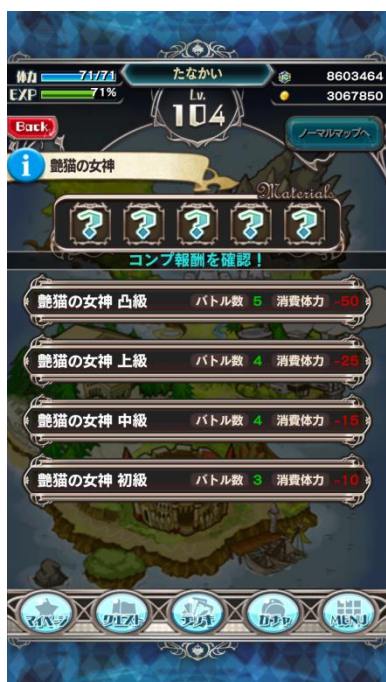 体力 71/71 たなかい 8603464
EXP 71% Lv. 3067850
104
Back ノーマルマップへ
i 艶猫の女神
Materials
? ? ? ? ?
コンプ報酬を確認！
艶猫の女神 凸級 バトル数 5 消費体力 -50
艶猫の女神 上級 バトル数 4 消費体力 -25
艶猫の女神 中級 バトル数 4 消費体力 -15
艶猫の女神 初級 バトル数 3 消費体力 -10
マイページ クエスト デッキ ガチャ MENU